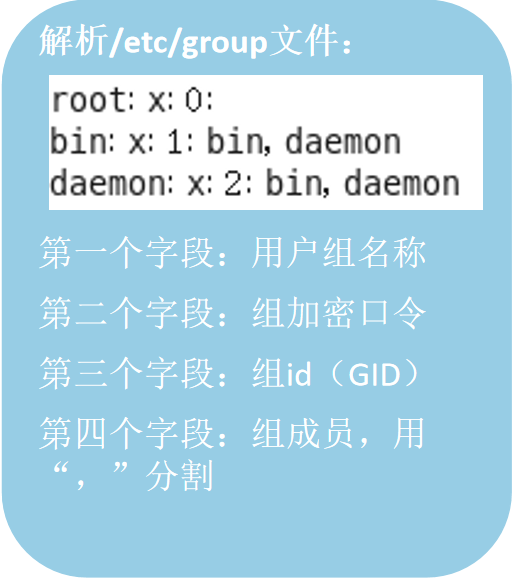 解析/etc/group文件：
root: x: 0:
bin: x: 1: bin, daemon
daemon: x: 2: bin, daemon
第一个字段：用户组名称
第二个字段：组加密口令
第三个字段：组id（GID）
第四个字段：组成员，用
“，”分割